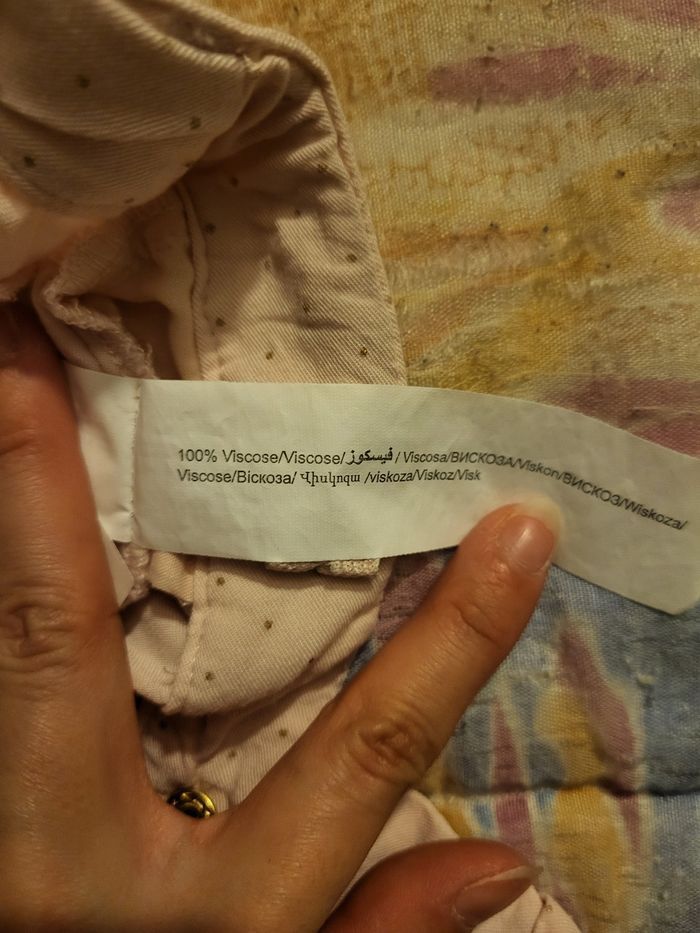 100% Viscose/Viscose/فيسكوز / Viscosa/ВИСКОЗА/Viskon/ВИСКОЗ/Wiskoza/
Viscose/Віскоза/ Վիսկոզա /viskoza/Viskoz/Visk